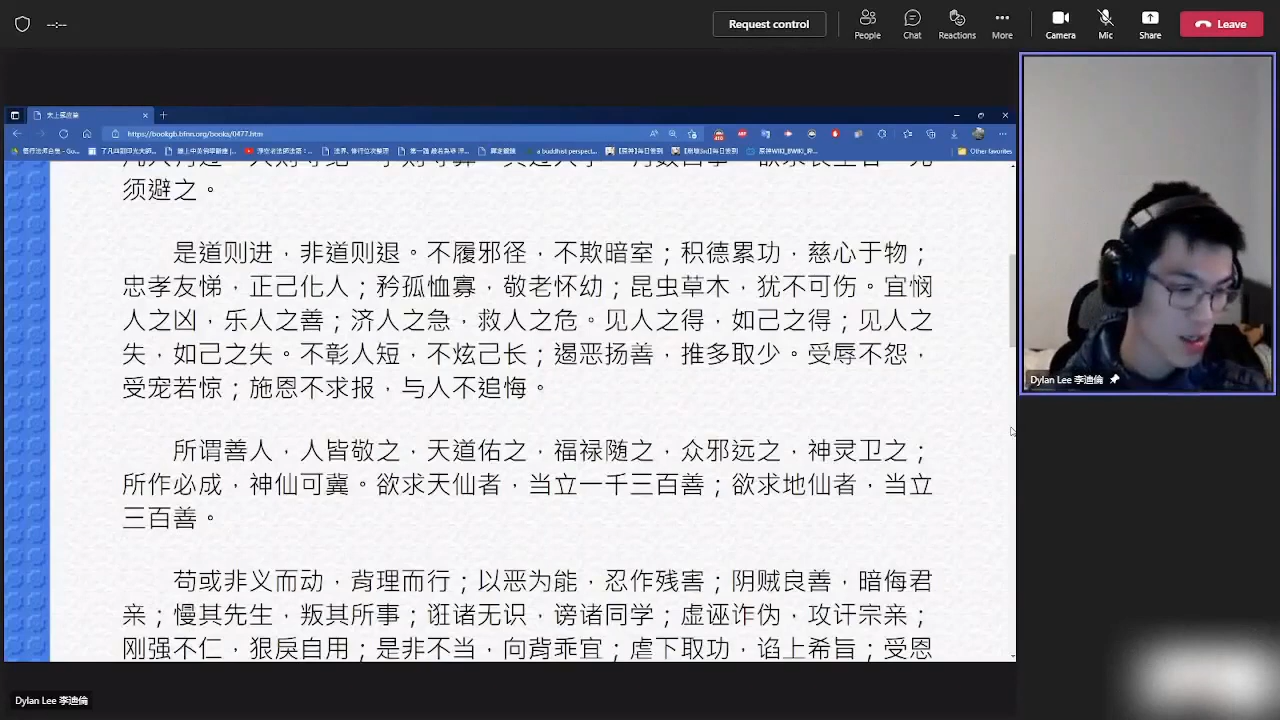 --:--
Request control
People
Chat
Reactions
More
Camera
Mic
Share
Leave
太上感应篇
https://bookgb.bfnn.org/books/0477.htm
a buddhist perspect...
Other favorites
须避之。
是道则进，非道则退。不履邪径，不欺暗室；积德累功，慈心于物；
忠孝友悌，正己化人；矜孤恤寡，敬老怀幼；昆虫草木，犹不可伤。宜悯
人之凶，乐人之善；济人之急，救人之危。见人之得，如己之得；见人之
失，如己之失。不彰人短，不炫己长；遏恶扬善，推多取少。受辱不怨，
受宠若惊；施恩不求报，与人不追悔。
所谓善人，人皆敬之，天道佑之，福禄随之，众邪远之，神灵卫之；
所作必成，神仙可冀。欲求天仙者，当立一千三百善；欲求地仙者，当立
三百善。
苟或非义而动，背理而行；以恶为能，忍作残害；阴贼良善，暗侮君
亲；慢其先生，叛其所事；诳诸无识，谤诸同学；虚诬诈伪，攻讦宗亲；
刚强不仁，狠戾自用；是非不当，向背乖宜；虐下取功，谄上希旨；受恩
Dylan Lee 李迪倫
Dylan Lee 李迪倫